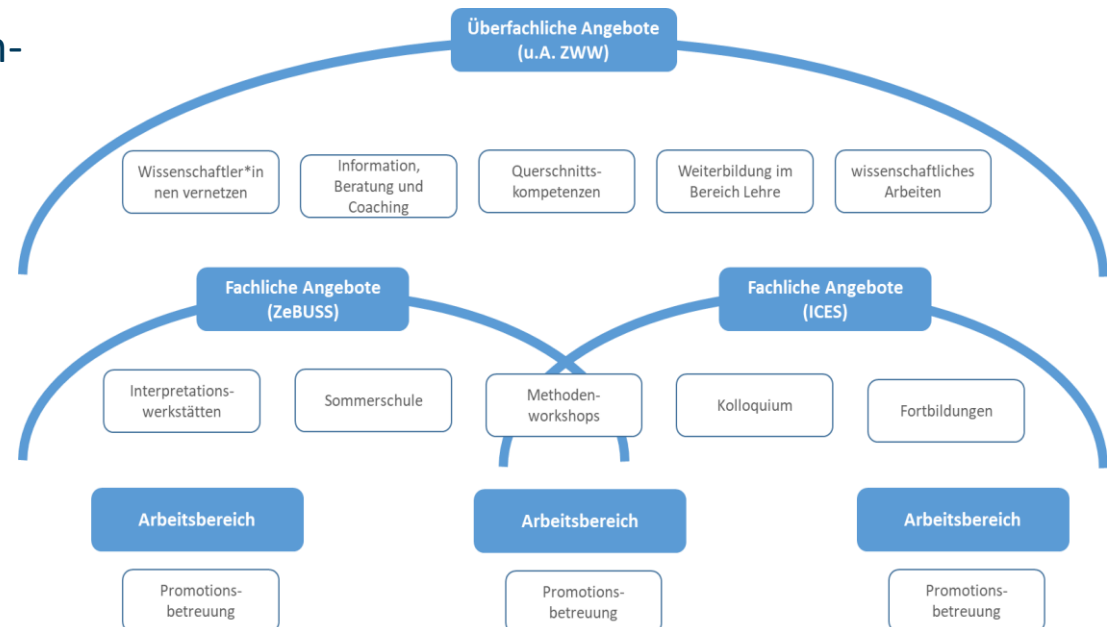 n-
Überfachliche Angebote
(u.A. ZWW)
Wissenschaftler*in
nen vernetzen
Information,
Beratung und
Coaching
Querschnitts-
kompetenzen
Weiterbildung im
Bereich Lehre
wissenschaftliches
Arbeiten
Fachliche Angebote
(ZeBUSS)
Fachliche Angebote
(ICES)
Interpretations-
werkstätten
Sommerschule
Methoden-
workshops
Kolloquium
Fortbildungen
Arbeitsbereich
Arbeitsbereich
Arbeitsbereich
Promotions-
betreuung
Promotions-
betreuung
Promotions-
betreuung